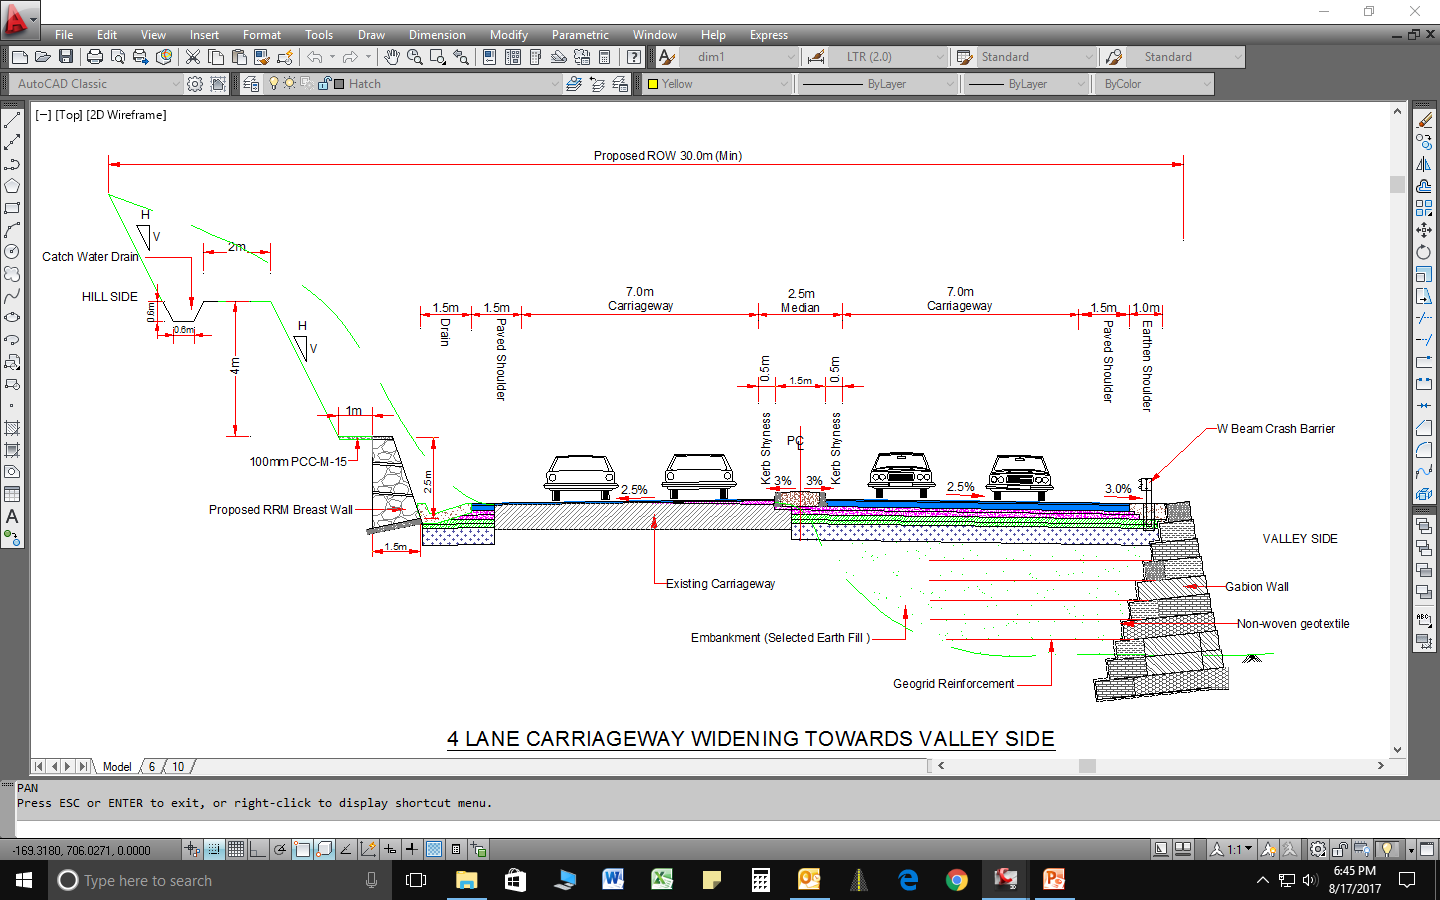 File Edit View Insert Format Tools Draw Dimension Modify Parametric Window Help Express
dim1 LTR (2.0) Standard Standard
AutoCAD Classic Hatch Yellow ByLayer ByLayer ByColor
[−] [Top] [2D Wireframe]
Proposed ROW 30.0m (Min)
H
V
2m
Catch Water Drain
HILL SIDE
0.6m
0.6m
H
V
4m
1.5m
Drain
1.5m
Paved Shoulder
7.0m
Carriageway
2.5m
Median
7.0m
Carriageway
1.5m
Paved Shoulder
1.0m
Earthen Shoulder
0.5m
1.5m
0.5m
Kerb Shyness
Kerb Shyness
1m
W Beam Crash Barrier
100mm PCC-M-15
2.5m
2.5%
3%
3%
2.5%
3.0%
Proposed RRM Breast Wall
1.5m
VALLEY SIDE
Existing Carriageway
Gabion Wall
Non-woven geotextile
Embankment (Selected Earth Fill )
Geogrid Reinforcement
4 LANE CARRIAGEWAY WIDENING TOWARDS VALLEY SIDE
Model 6 10
PAN
Press ESC or ENTER to exit, or right-click to display shortcut menu.
-169.3180, 706.0271, 0.0000
1:1
Type here to search
6:45 PM
8/17/2017